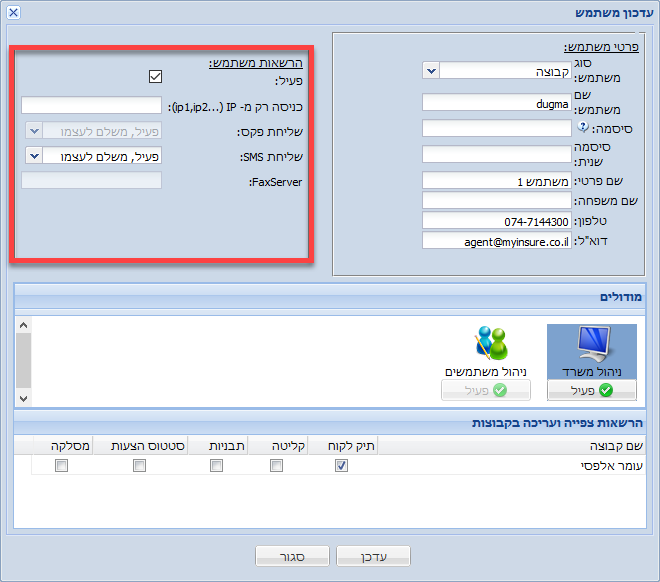 עדכון משתמש
פרטי משתמש:
סוג משתמש: קבוצה
שם משתמש: dugma
סיסמה:
סיסמה שנית:
שם פרטי: משתמש 1
שם משפחה:
טלפון: 074-7144300
דוא"ל: agent@myinsure.co.il
הרשאות משתמש:
פעיל:
כניסה רק מ- IP (ip1,ip2...):
שליחת פקס: פעיל, משלם לעצמו
שליחת SMS: פעיל, משלם לעצמו
FaxServer:
מודולים
ניהול משרד
פעיל
ניהול משתמשים
פעיל
הרשאות צפייה ועריכה בקבוצות
שם קבוצה תיק לקוח קליטה תבניות סטטוס הצעות מסלקה
עומר אלפסי
עדכן
סגור